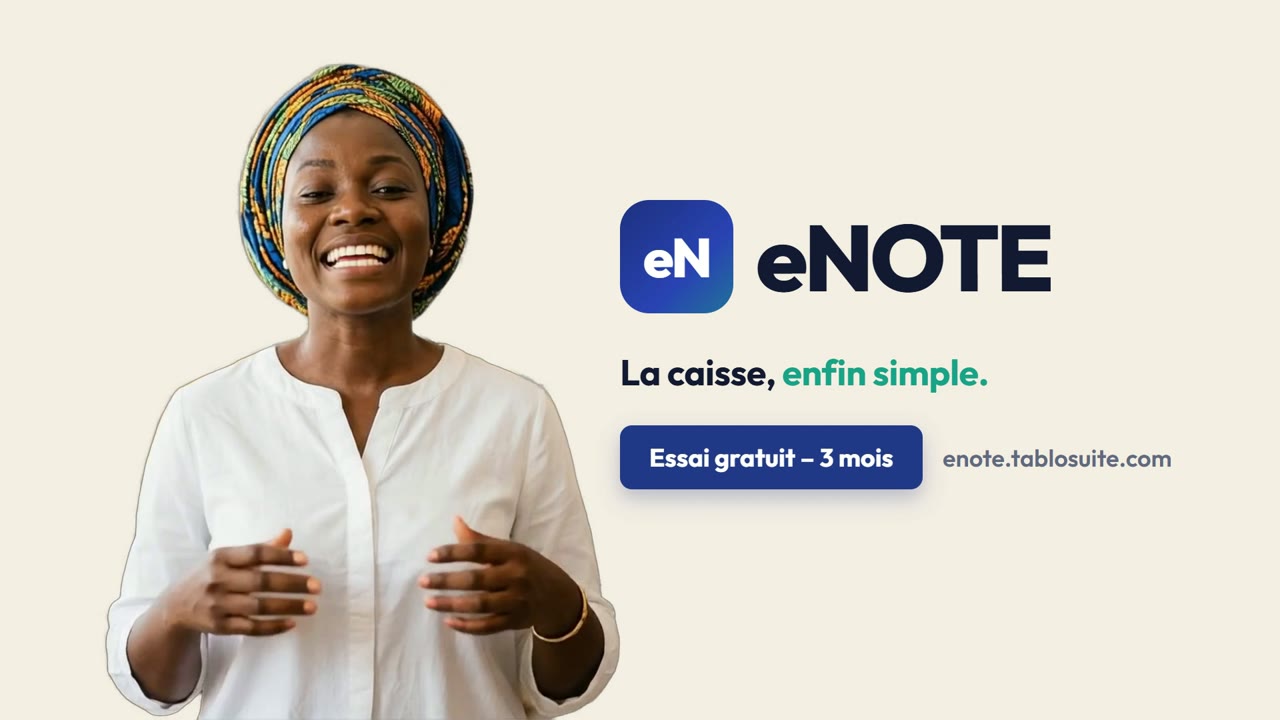 eN eNOTE
La caisse, enfin simple.
Essai gratuit – 3 mois
enote.tablosuite.com